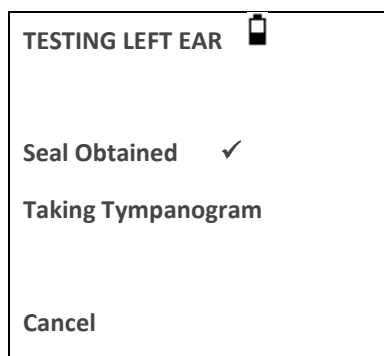 TESTING LEFT EAR
Seal Obtained ✓
Taking Tympanogram
Cancel